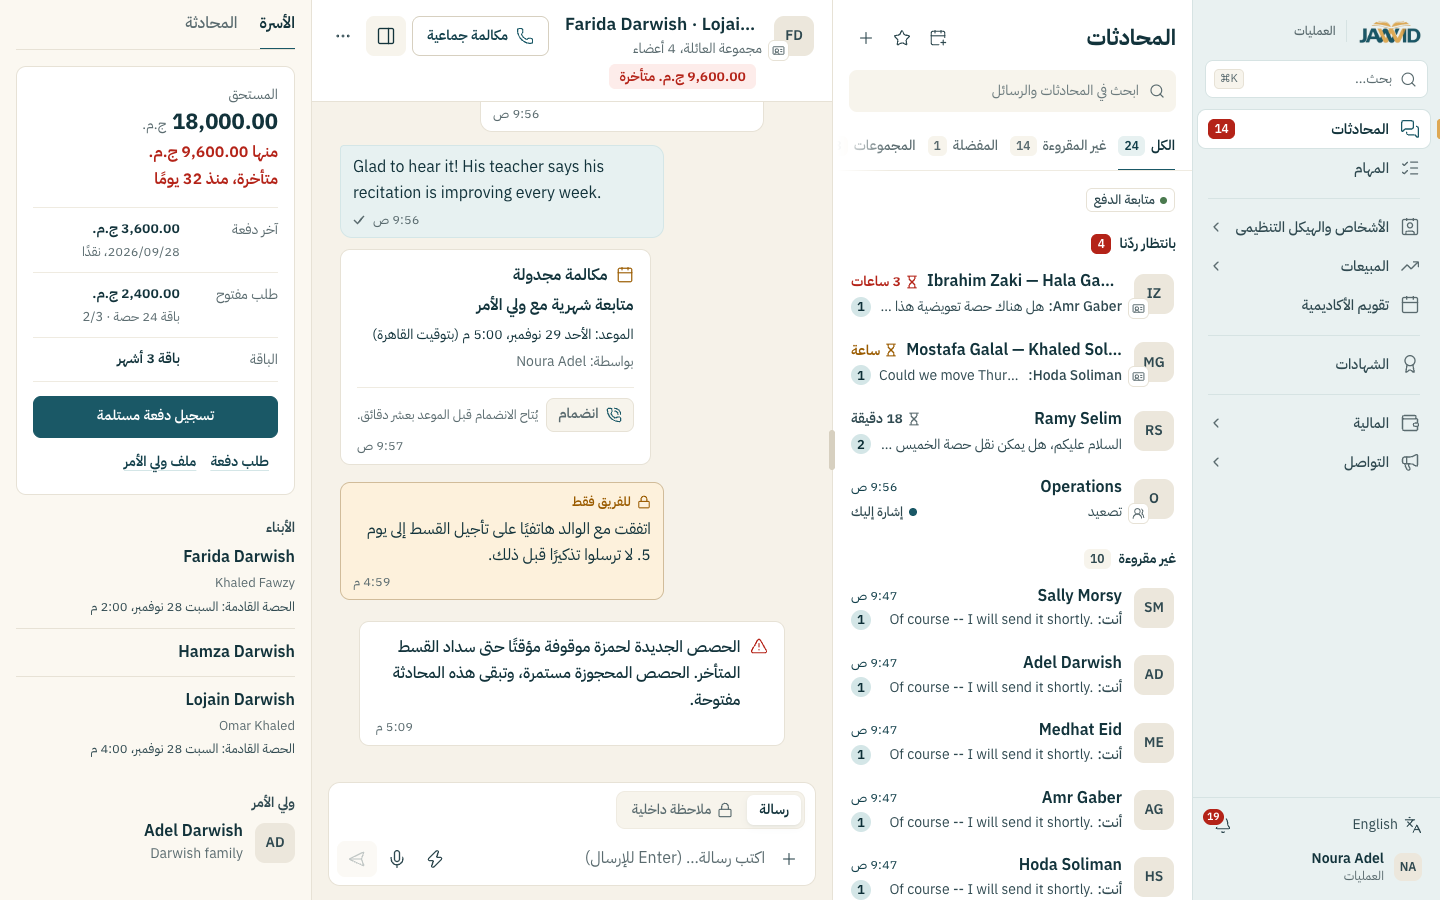 JAWWID
العمليات
بحث...
⌘K
المحادثات
14
المهام
الأشخاص والهيكل التنظيمي
المبيعات
تقويم الأكاديمية
الشهادات
المالية
التواصل
English
19
Noura Adel
العمليات
NA
المحادثات
ابحث في المحادثات والرسائل
الكل 24
غير المقروءة 14
المفضلة 1
المجموعات
متابعة الدفع
بانتظار ردّنا 4
IZ
Ibrahim Zaki — Hala Ga...
3 ساعات
Amr Gaber: هل هناك حصة تعويضية هذا ...
1
MG
Mostafa Galal — Khaled Sol...
ساعة
Hoda Soliman: Could we move Thur...
1
RS
Ramy Selim
18 دقيقة
السلام عليكم، هل يمكن نقل حصة الخميس ...
2
O
Operations
9:56 ص
تصعيد
إشارة إليك
غير مقروءة 10
SM
Sally Morsy
9:47 ص
أنت: Of course -- I will send it shortly.
1
AD
Adel Darwish
9:47 ص
أنت: Of course -- I will send it shortly.
1
ME
Medhat Eid
9:47 ص
أنت: Of course -- I will send it shortly.
1
AG
Amr Gaber
9:47 ص
أنت: Of course -- I will send it shortly.
1
HS
Hoda Soliman
9:47 ص
أنت: Of course -- I will send it shortly.
1
FD
Farida Darwish · Lojai...
مجموعة العائلة، 4 أعضاء
9,600.00 ج.م. متأخرة
مكالمة جماعية
9:56 ص
Glad to hear it! His teacher says his
recitation is improving every week.
9:56 ص
مكالمة مجدولة
متابعة شهرية مع ولي الأمر
الموعد: الأحد 29 نوفمبر، 5:00 م (بتوقيت القاهرة)
بواسطة: Noura Adel
انضمام
يُتاح الانضمام قبل الموعد بعشر دقائق.
9:57 ص
للفريق فقط
اتفقت مع الوالد هاتفيًا على تأجيل القسط إلى يوم
5. لا ترسلوا تذكيرًا قبل ذلك.
4:59 م
الحصص الجديدة لحمزة موقوفة مؤقتًا حتى سداد القسط
المتأخر. الحصص المحجوزة مستمرة، وتبقى هذه المحادثة
مفتوحة.
5:09 م
رسالة
ملاحظة داخلية
اكتب رسالة... (Enter للإرسال)
الأسرة
المحادثة
المستحق
18,000.00 ج.م.
منها 9,600.00 ج.م.
متأخرة، منذ 32 يومًا
آخر دفعة
3,600.00 ج.م.
2026/09/28، نقدًا
طلب مفتوح
2,400.00 ج.م.
باقة 24 حصة · 2/3
الباقة
باقة 3 أشهر
تسجيل دفعة مستلمة
طلب دفعة
ملف ولي الأمر
الأبناء
Farida Darwish
Khaled Fawzy
الحصة القادمة: السبت 28 نوفمبر، 2:00 م
Hamza Darwish
Lojain Darwish
Omar Khaled
الحصة القادمة: السبت 28 نوفمبر، 4:00 م
ولي الأمر
AD
Adel Darwish
Darwish family